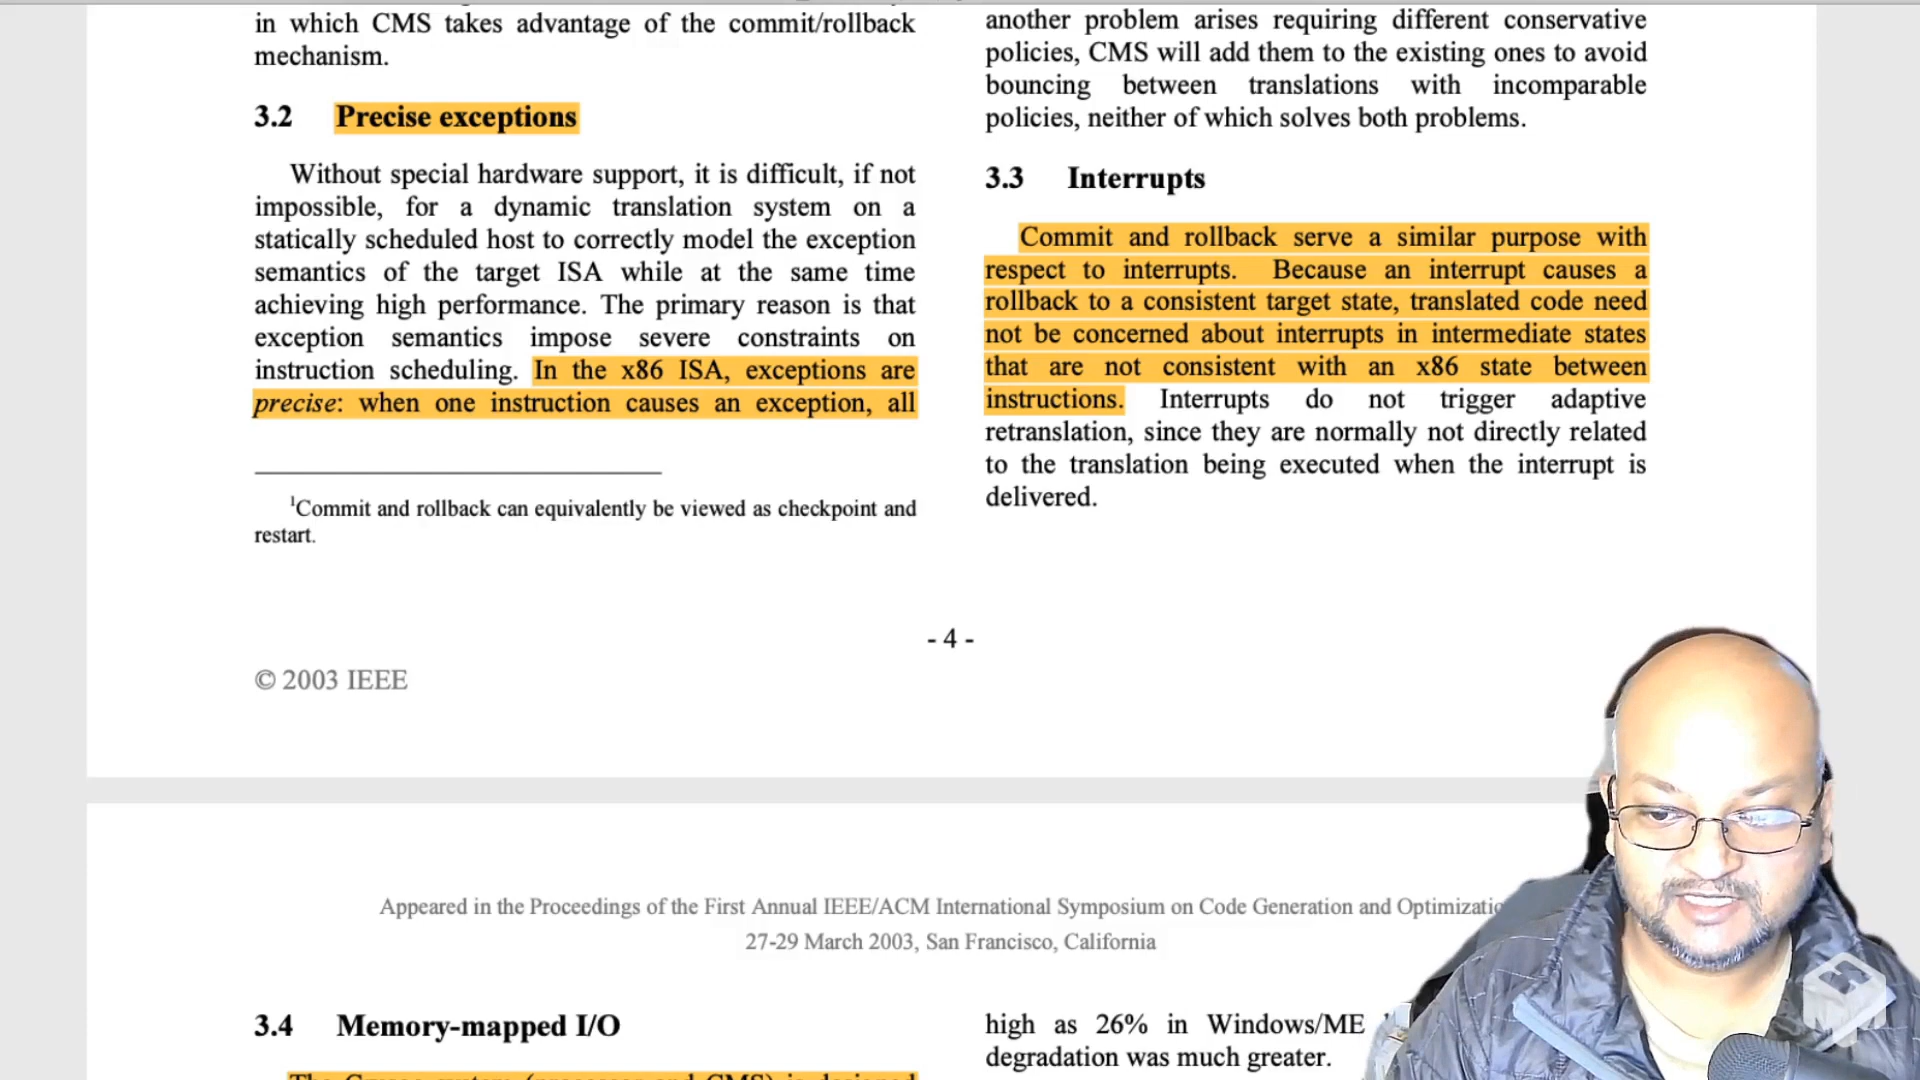 in which CMS takes advantage of the commit/rollback
mechanism.
3.2 Precise exceptions
Without special hardware support, it is difficult, if not
impossible, for a dynamic translation system on a
statically scheduled host to correctly model the exception
semantics of the target ISA while at the same time
achieving high performance. The primary reason is that
exception semantics impose severe constraints on
instruction scheduling. In the x86 ISA, exceptions are
precise: when one instruction causes an exception, all
1Commit and rollback can equivalently be viewed as checkpoint and
restart.
another problem arises requiring different conservative
policies, CMS will add them to the existing ones to avoid
bouncing between translations with incomparable
policies, neither of which solves both problems.
3.3 Interrupts
Commit and rollback serve a similar purpose with
respect to interrupts. Because an interrupt causes a
rollback to a consistent target state, translated code need
not be concerned about interrupts in intermediate states
that are not consistent with an x86 state between
instructions. Interrupts do not trigger adaptive
retranslation, since they are normally not directly related
to the translation being executed when the interrupt is
delivered.
- 4 -
© 2003 IEEE
Appeared in the Proceedings of the First Annual IEEE/ACM International Symposium on Code Generation and
27-29 March 2003, San Francisco, California
3.4 Memory-mapped I/O
high as 26% in Windows/ME
degradation was much greater.